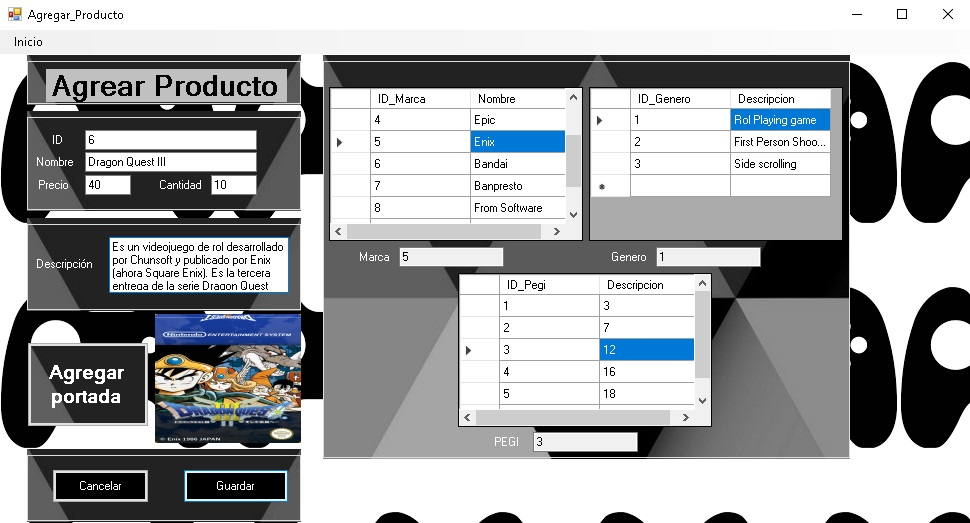 Agregar_Producto
Inicio
Agrear Producto
ID 6
Nombre Dragon Quest III
Precio 40 Cantidad 10
Descripción
Es un videojuego de rol desarrollado
por Chunsoft y publicado por Enix
(ahora Square Enix). Es la tercera
entrega de la serie Dragon Quest
Agregar
portada
Nintendo ENTERTAINMENT SYSTEM
DRAGON QUEST
© Enix 1988 JAPAN
Cancelar Guardar
ID_Marca Nombre
4 Epic
5 Enix
6 Bandai
7 Banpresto
8 From Software
Marca 5
ID_Genero Descripcion
1 Rol Playing game
2 First Person Shoo...
3 Side scrolling
Genero 1
ID_Pegi Descripcion
1 3
2 7
3 12
4 16
5 18
PEGI 3